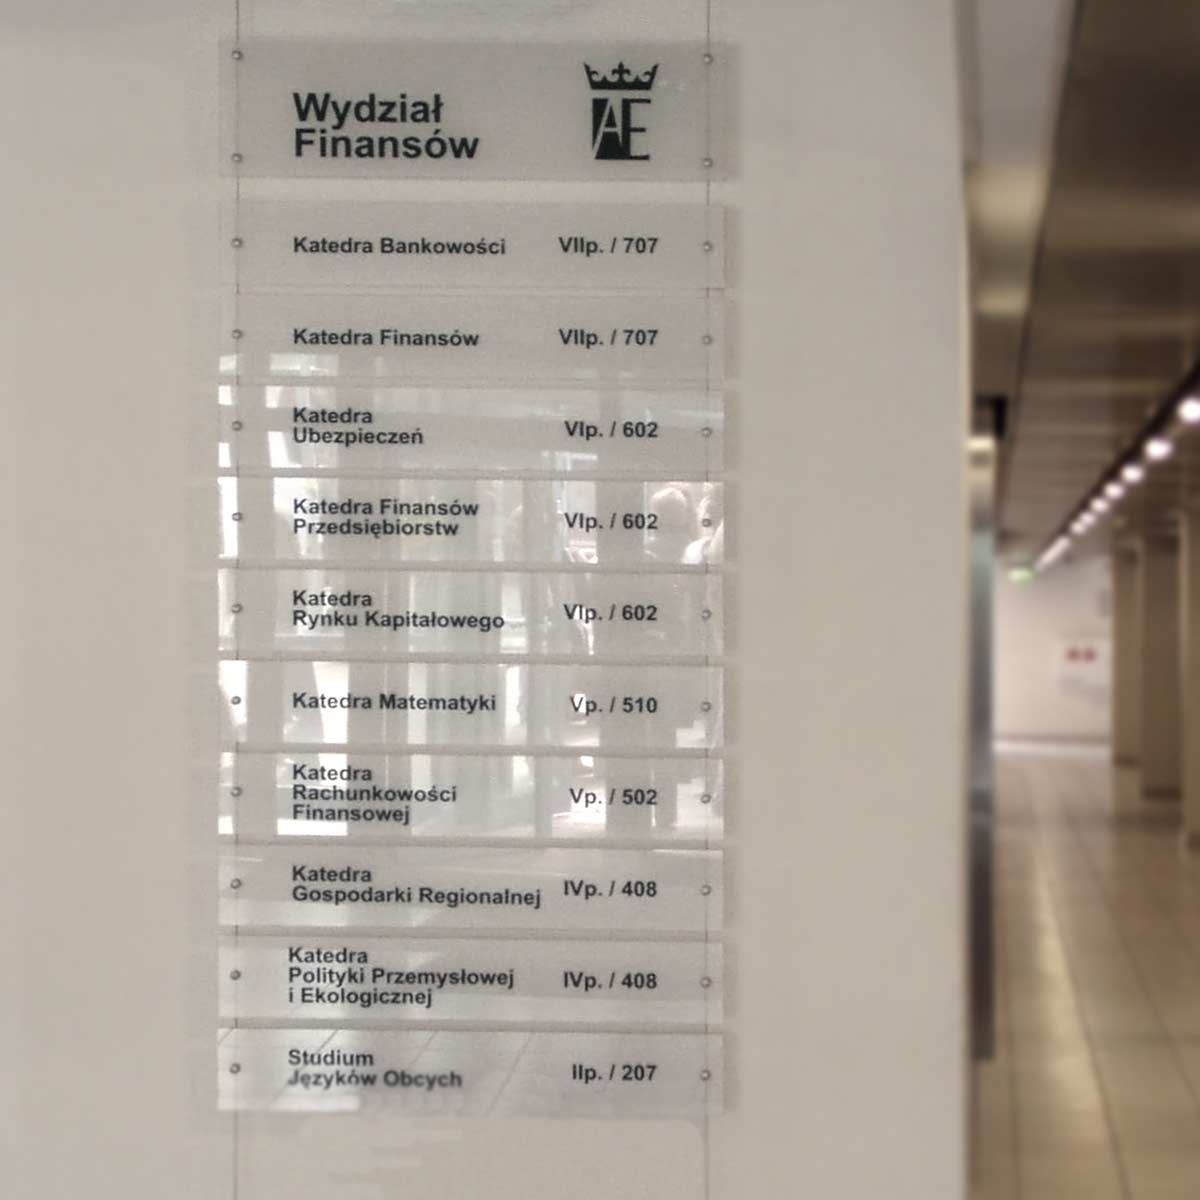 Wydział
Finansów
AE
Katedra Bankowości VIIp. / 707
Katedra Finansów VIIp. / 707
Katedra
Ubezpieczeń VIp. / 602
Katedra Finansów
Przedsiębiorstw VIp. / 602
Katedra
Rynku Kapitałowego VIp. / 602
Katedra Matematyki Vp. / 510
Katedra
Rachunkowości Vp. / 502
Finansowej
Katedra
Gospodarki Regionalnej IVp. / 408
Katedra
Polityki Przemysłowej IVp. / 408
i Ekologicznej
Studium
Języków Obcych IIp. / 207